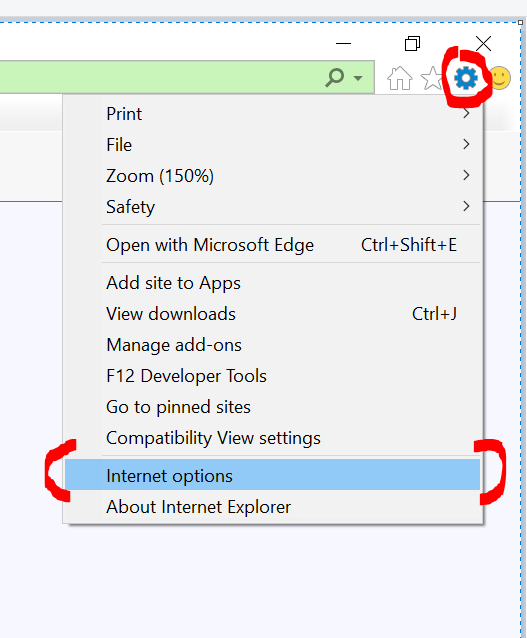 Print
File
Zoom (150%)
Safety
Open with Microsoft Edge Ctrl+Shift+E
Add site to Apps
View downloads Ctrl+J
Manage add-ons
F12 Developer Tools
Go to pinned sites
Compatibility View settings
Internet options
About Internet Explorer